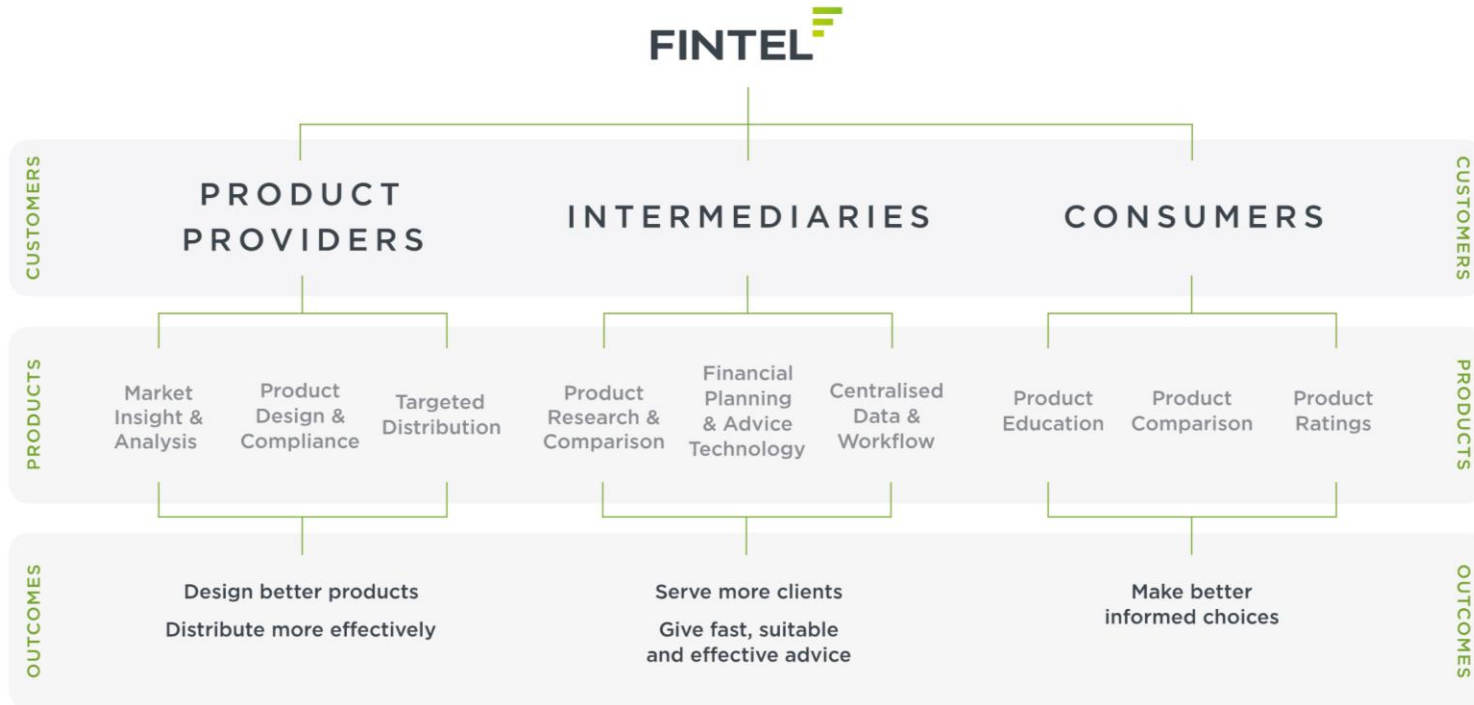 FINTEL
CUSTOMERS
PRODUCT
PROVIDERS
INTERMEDIARIES
CONSUMERS
CUSTOMERS
PRODUCTS
Market
Insight &
Analysis
Product
Design &
Compliance
Targeted
Distribution
Product
Research &
Comparison
Financial
Planning
& Advice
Technology
Centralised
Data &
Workflow
Product
Education
Product
Comparison
Product
Ratings
PRODUCTS
OUTCOMES
Design better products
Distribute more effectively
Serve more clients
Give fast, suitable
and effective advice
Make better
informed choices
OUTCOMES